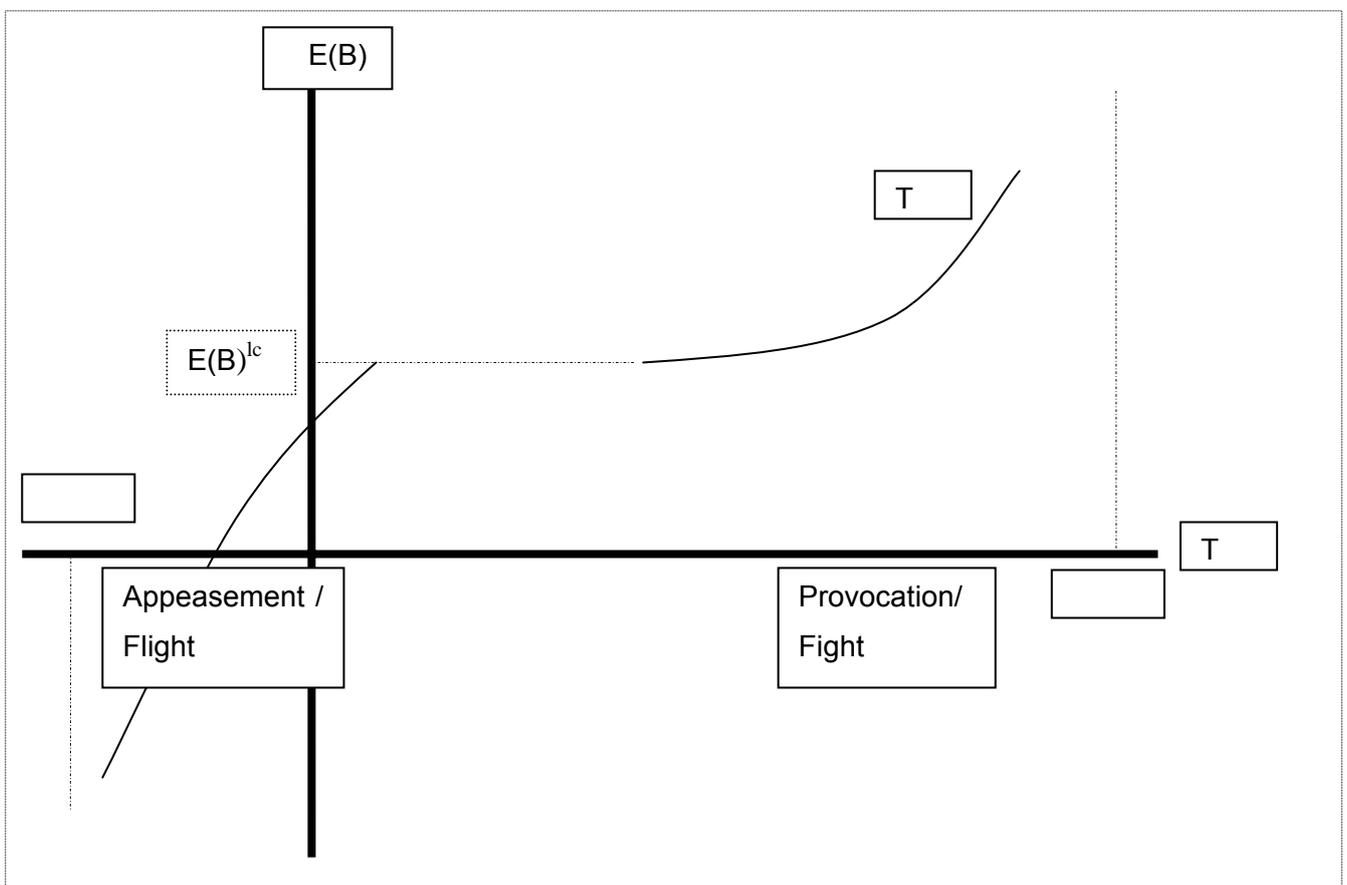 E(B)
T
E(B)^lc
T
Appeasement /
Flight
Provocation/
Fight